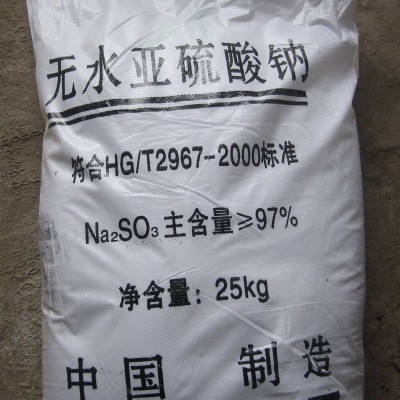 无水亚硫酸钠
符合HG/T2967-2000标准
Na₂SO₃ 主含量≥97%
净含量：25kg
中国 制造